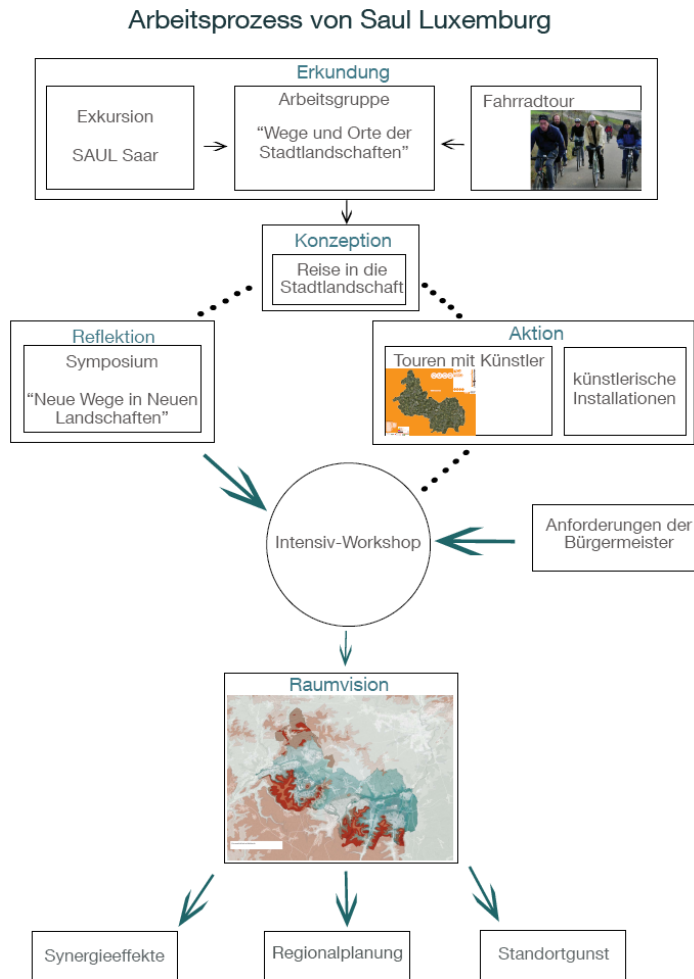 Arbeitsprozess von Saul Luxemburg
Erkundung
Exkursion
SAUL Saar
Arbeitsgruppe
“Wege und Orte der
Stadtlandschaften”
Fahrradtour
Konzeption
Reise in die
Stadtlandschaft
Reflektion
Symposium
“Neue Wege in Neuen
Landschaften”
Aktion
Touren mit Künstler
künstlerische
Installationen
Intensiv-Workshop
Anforderungen der
Bürgermeister
Raumvision
Synergieeffekte
Regionalplanung
Standortgunst